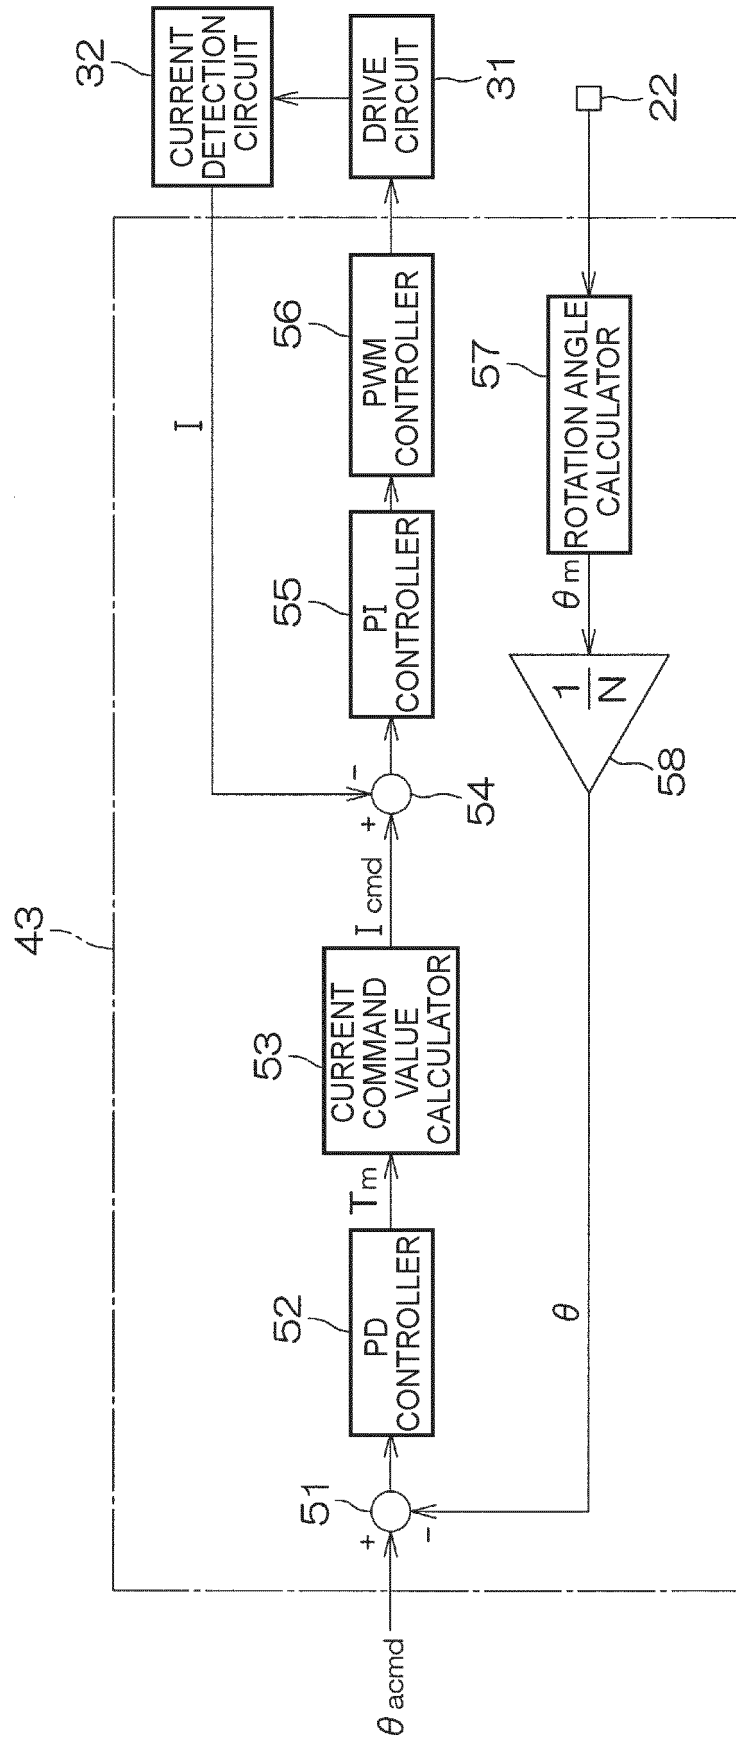 43
32
CURRENT
DETECTION
CIRCUIT
I
θ acmd
+
-
51
52
PD
CONTROLLER
Tm
53
CURRENT
COMMAND
VALUE
CALCULATOR
I cmd
+
-
54
55
PI
CONTROLLER
56
PWM
CONTROLLER
DRIVE
CIRCUIT
31
θ
1
N
58
θm
57
ROTATION ANGLE
CALCULATOR
22